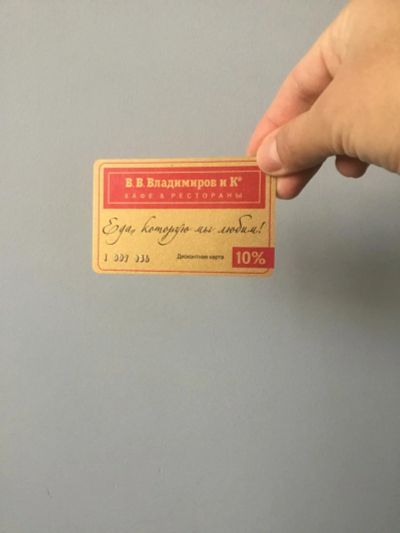 В. В. Владимиров и К°
КАФЕ & РЕСТОРАНЫ
Еда, которую мы любим!
Дисконтная карта 10%